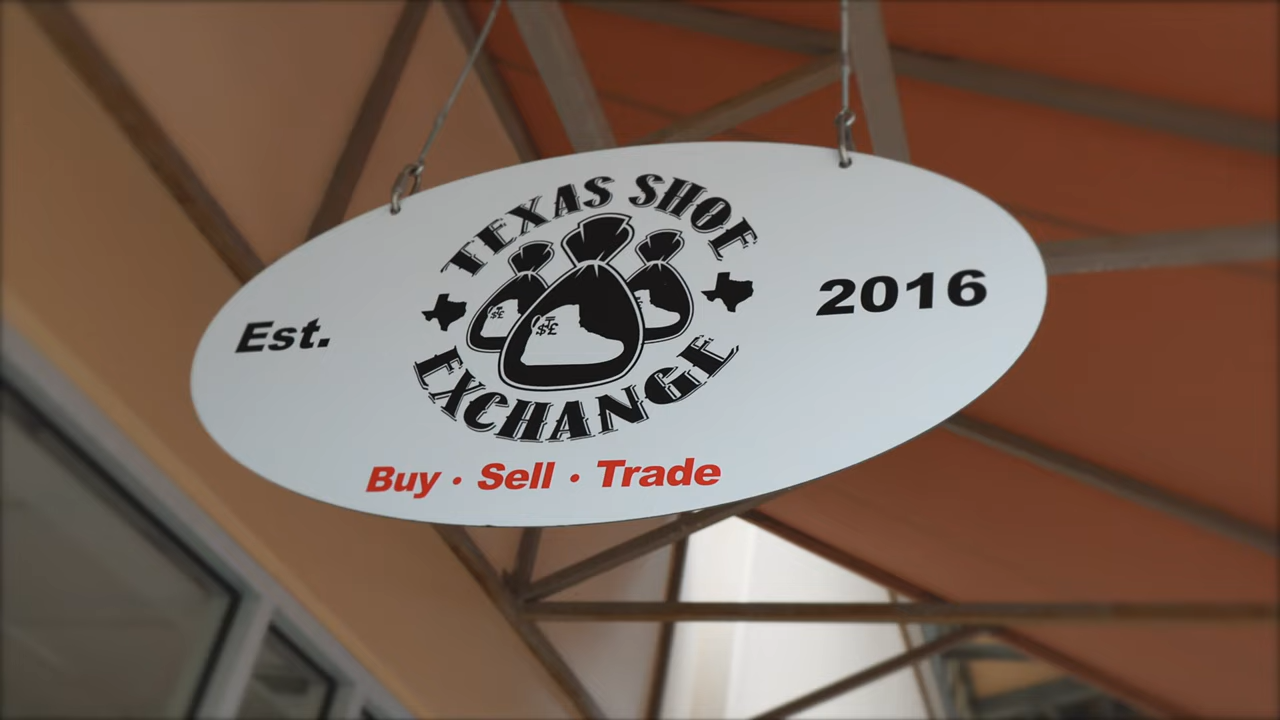 TEXAS SHOE
Est.
2016
EXCHANGE
Buy · Sell · Trade